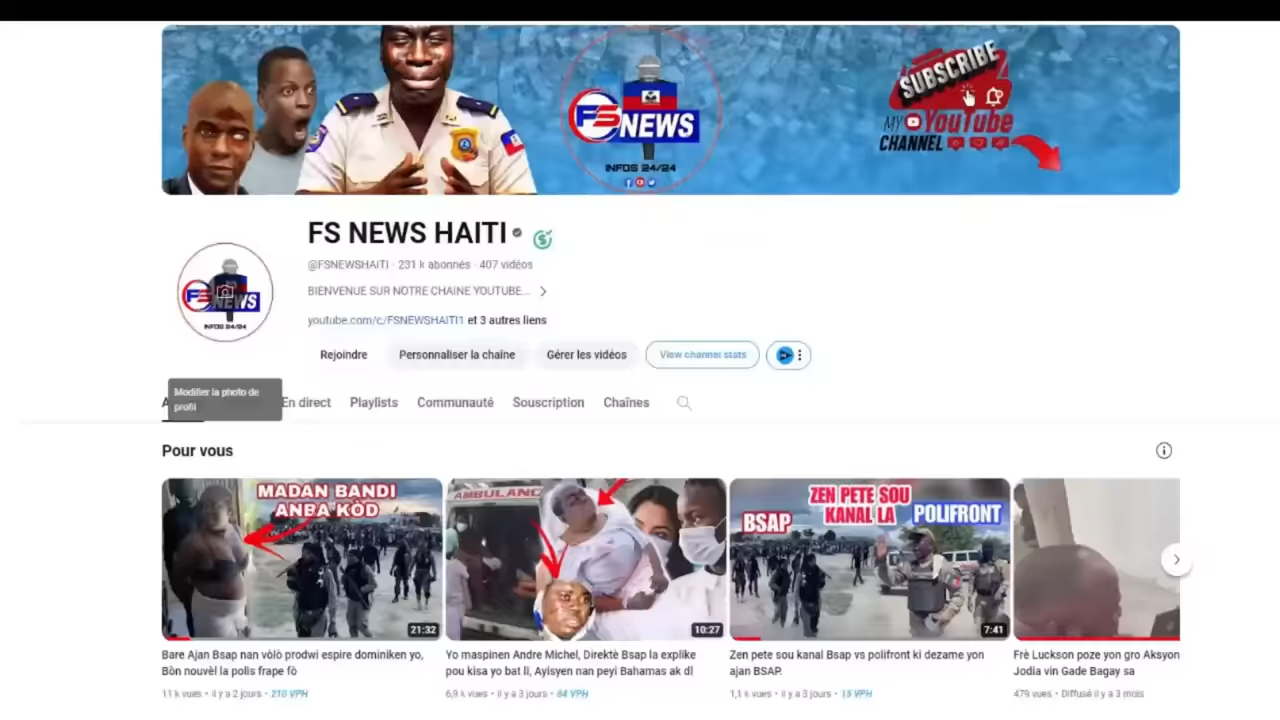 FS NEWS
INFOS 24/24
SUBSCRIBE
MY YouTube
CHANNEL
FS NEWS HAITI
@FSNEWSHAITI · 231 k abonnés · 407 vidéos
BIENVENUE SUR NOTRE CHAINE YOUTUBE...
youtube.com/c/FSNEWSHAITI1 et 3 autres liens
FS NEWS
INFOS 24/24
Rejoindre Personnaliser la chaîne Gérer les vidéos View channel stats
Modifier la photo de
profil
En direct Playlists Communauté Souscription Chaînes
Pour vous
MADAN BANDI
ANBA KÒD
21:32
AMBULANC
10:27
ZEN PETE SOU
KANAL LA
BSAP
POLIFRONT
7:41
Bare Ajan Bsap nan vòlò prodwi espire dominiken yo,
Bòn nouvèl la polis frape fò
11 k vues · il y a 2 jours · 210 VPH
Yo maspinen Andre Michel, Direktè Bsap la explike
pou kisa yo bat li, Ayisyen nan peyi Bahamas ak di
6,9 k vues · il y a 3 jours · 84 VPH
Zen pete sou kanal Bsap vs polifront ki dezame yon
ajan BSAP.
1,1 k vues · il y a 3 jours · 15 VPH
Frè Luckson poze yon gro Aksyon
Jodia vin Gade Bagay sa
479 vues · Diffusé il y a 3 mois